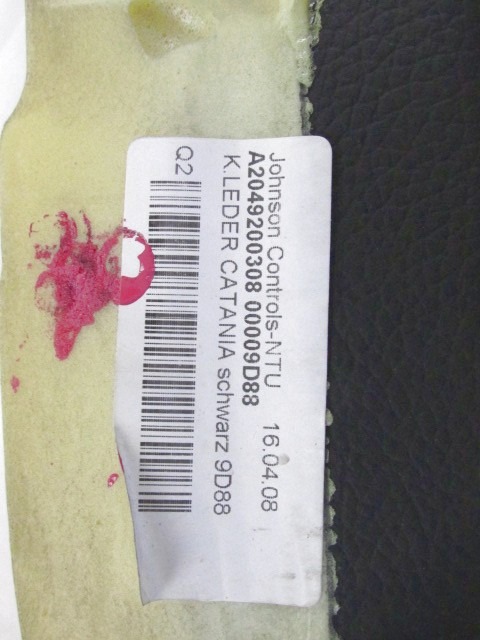 Johnson Controls-NTU 16.04.08
A2049200308 00009D88
K.LEDER CATANIA schwarz 9D88
Q2